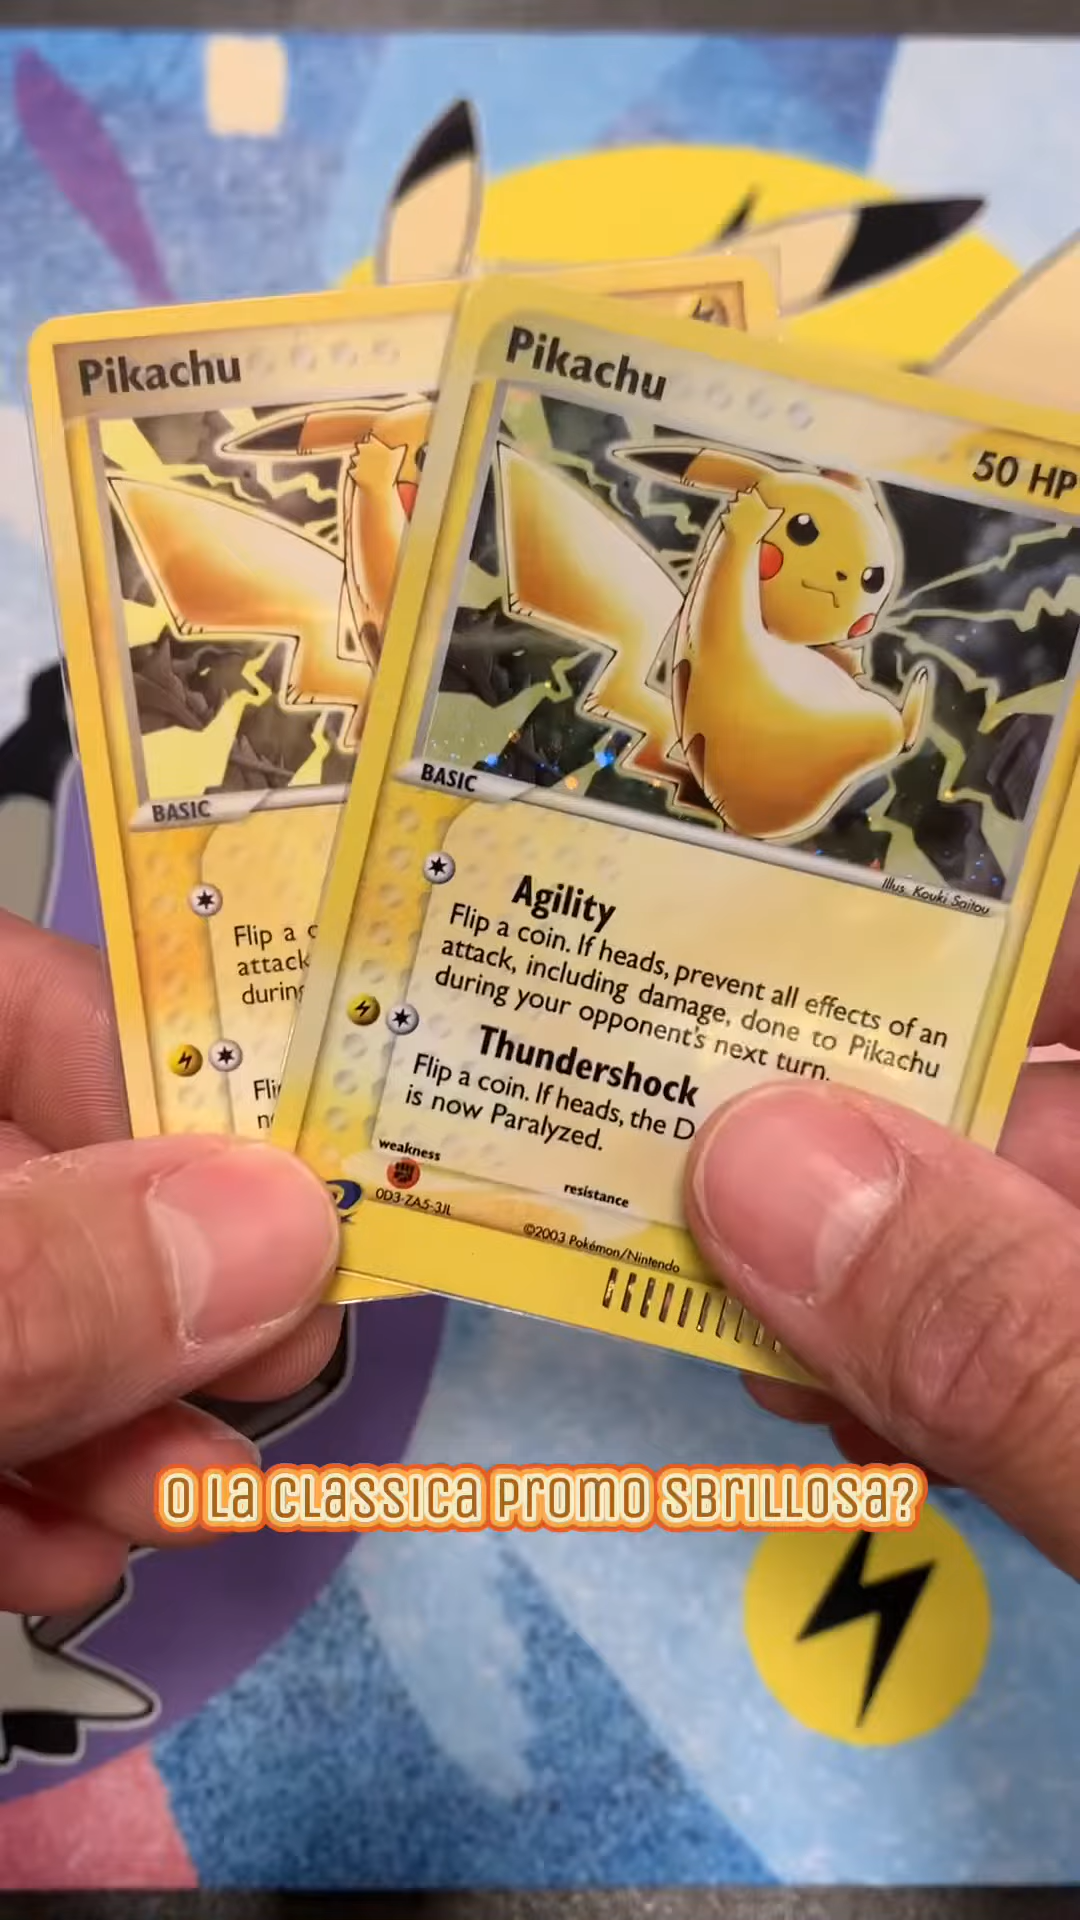 Pikachu
BASIC
Flip a
attack
during
Fli
Pikachu
50 HP
BASIC
Illus. Kouki Saitou
Agility
Flip a coin. If heads, prevent all effects of an
attack, including damage, done to Pikachu
during your opponent's next turn.
Thundershock
Flip a coin. If heads, the D
is now Paralyzed.
weakness
resistance
0D3-ZA5-3JL
©2003 Pokémon/Nintendo
O LA CLASSICA PROMO SBRILLOSA?